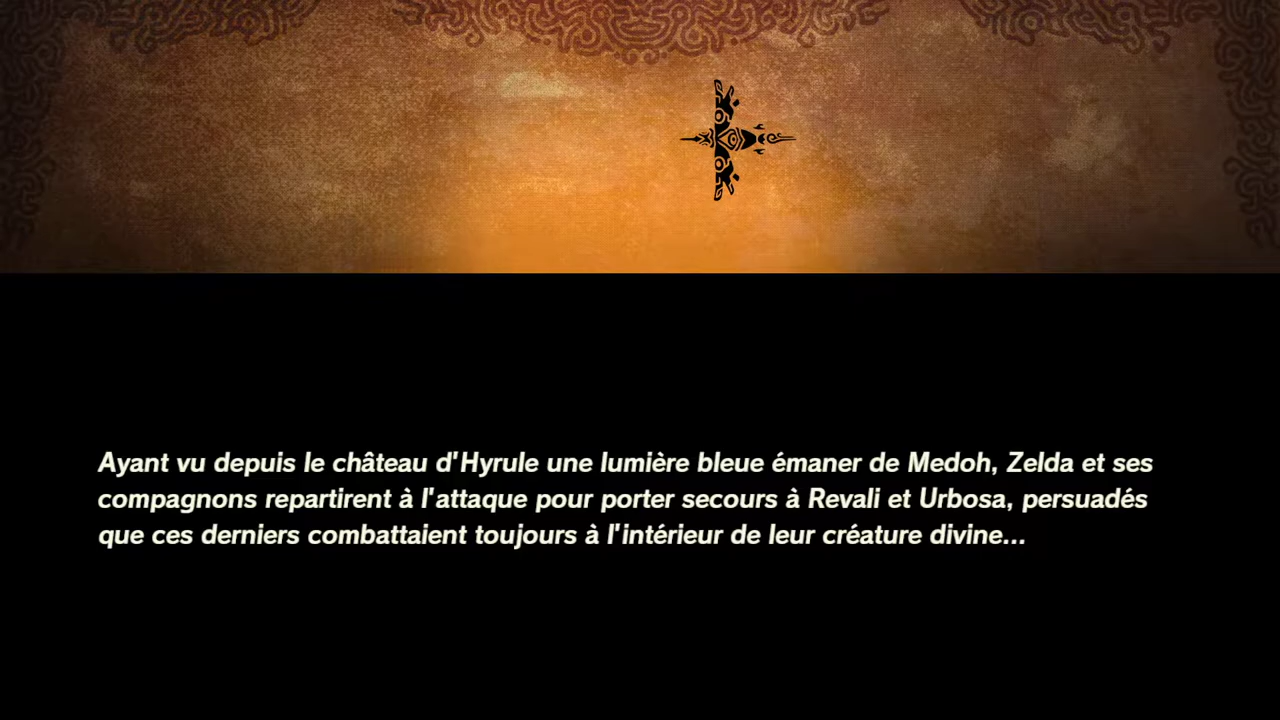 Ayant vu depuis le château d'Hyrule une lumière bleue émaner de Medoh, Zelda et ses
compagnons repartirent à l'attaque pour porter secours à Revali et Urbosa, persuadés
que ces derniers combattaient toujours à l'intérieur de leur créature divine...